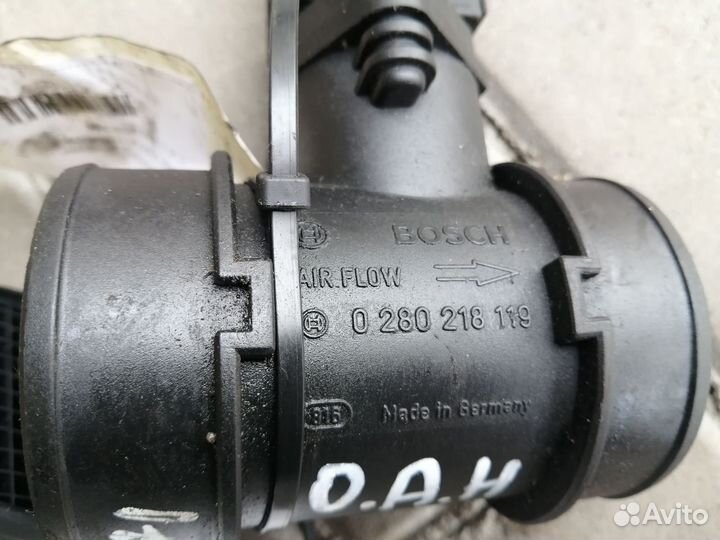 BOSCH
AIR.FLOW
0 280 218 119
Made in Germany
O.A.H
Avito